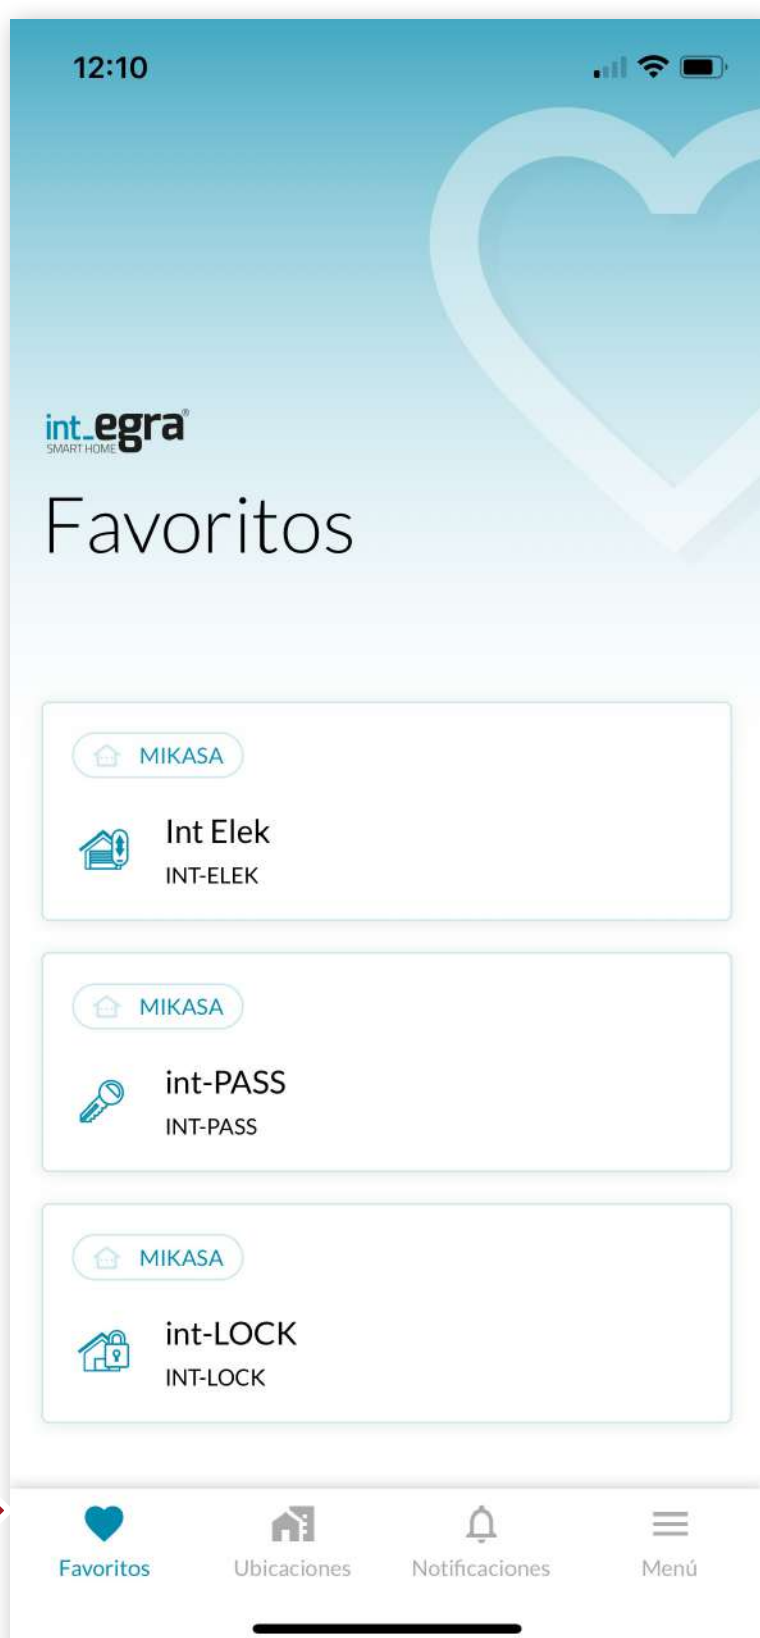 12:10
int_egra®
SMART HOME
Favoritos
MIKASA
Int Elek
INT-ELEK
MIKASA
int-PASS
INT-PASS
MIKASA
int-LOCK
INT-LOCK
Favoritos
Ubicaciones
Notificaciones
Menú